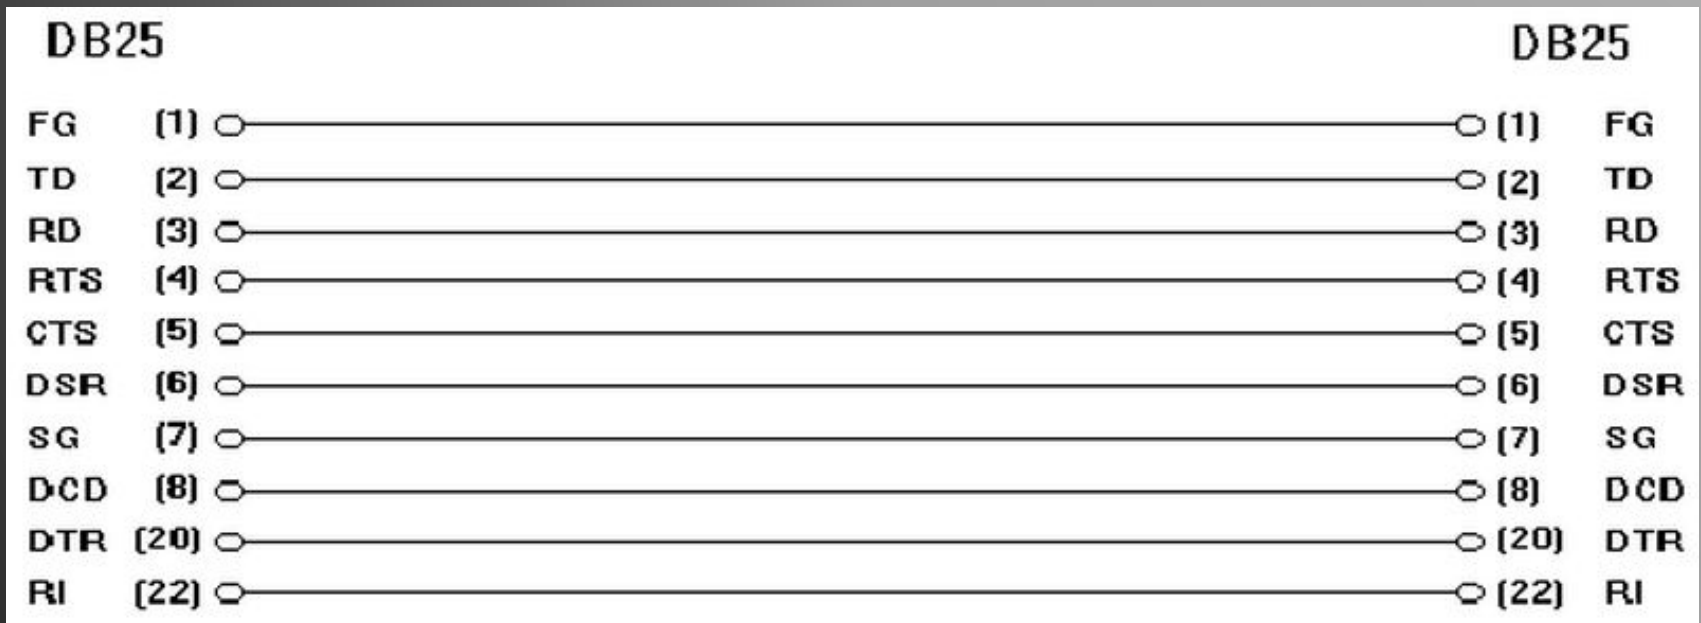 DB25 DB25
FG (1) (1) FG
TD (2) (2) TD
RD (3) (3) RD
RTS (4) (4) RTS
CTS (5) (5) CTS
DSR (6) (6) DSR
SG (7) (7) SG
DCD (8) (8) DCD
DTR (20) (20) DTR
RI (22) (22) RI